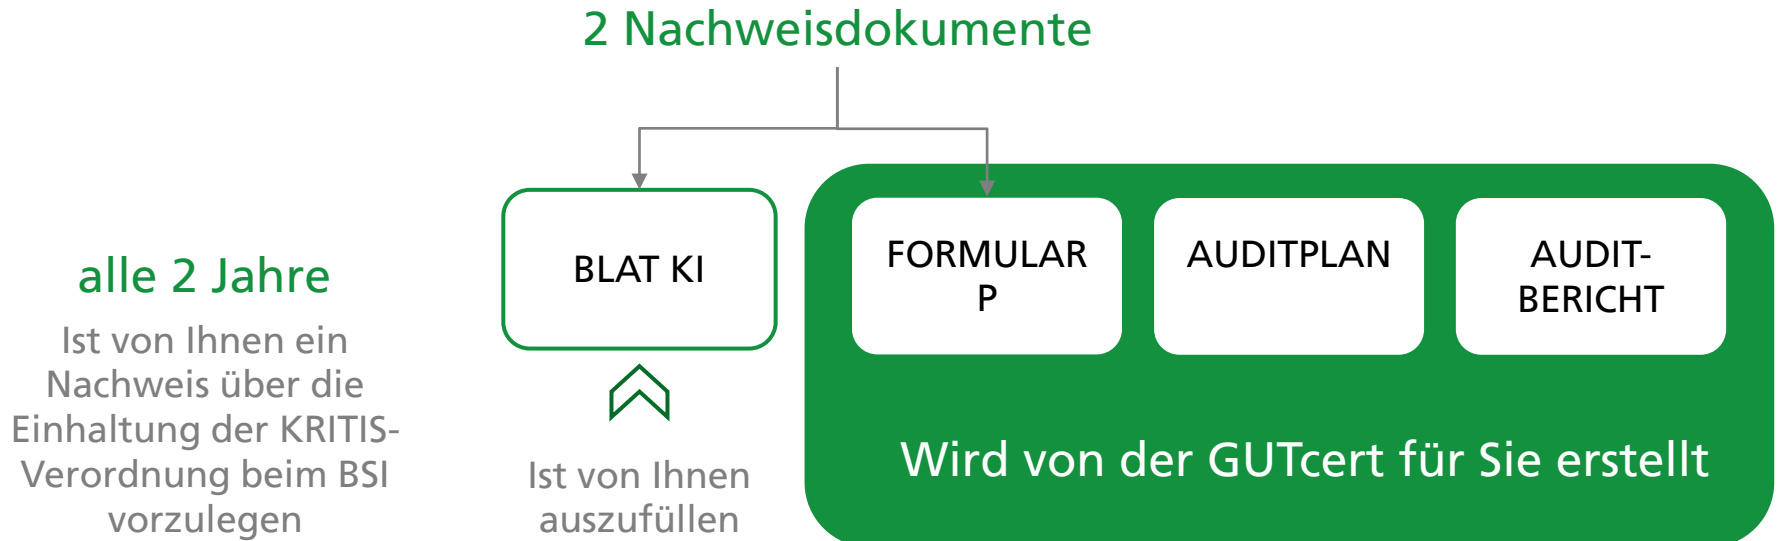 2 Nachweisdokumente
alle 2 Jahre
Ist von Ihnen ein
Nachweis über die
Einhaltung der KRITIS-
Verordnung beim BSI
vorzulegen
BLAT KI
Ist von Ihnen
auszufüllen
FORMULAR
P
AUDITPLAN
AUDIT-
BERICHT
Wird von der GUTcert für Sie erstellt